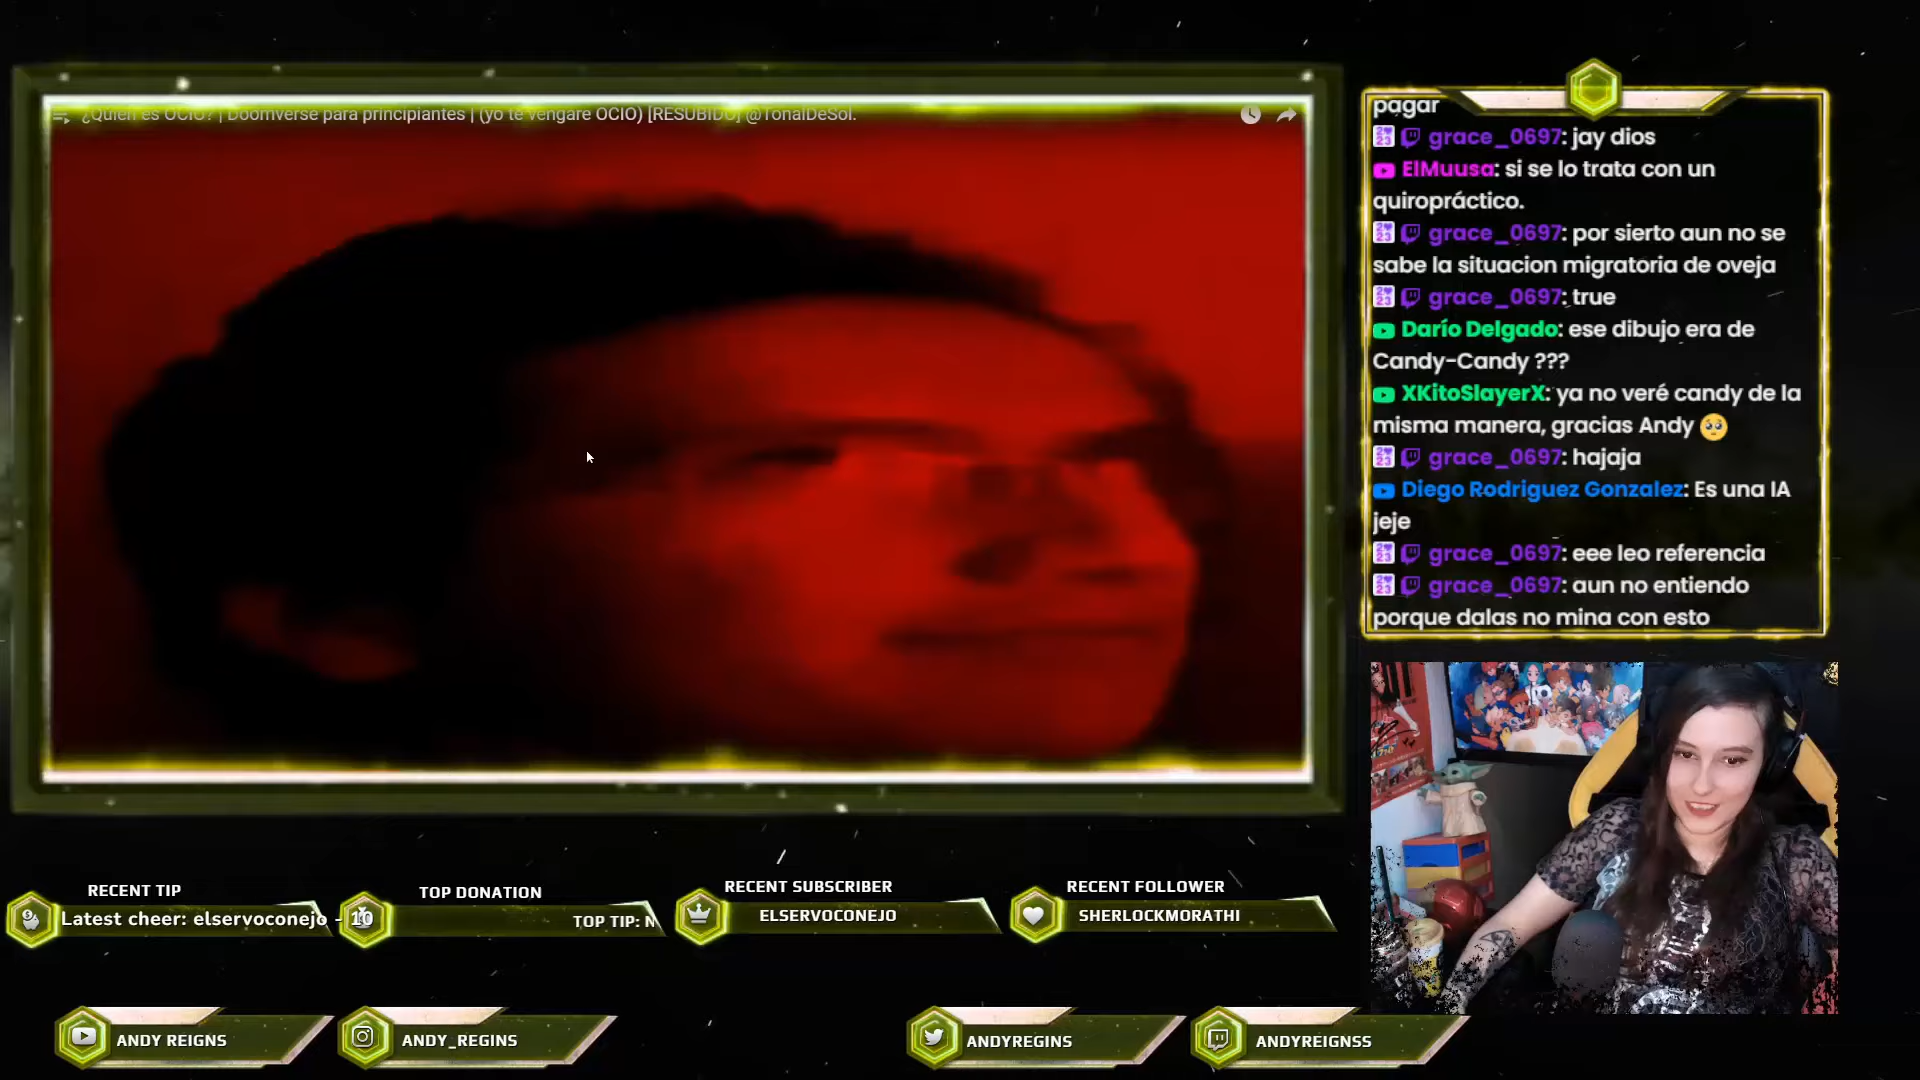 ¿Quien es OCIO? | Doomverse para principiantes | (yo te vengare OCIO) [RESUBIDO] @TonalDeSol.
pagar
grace_0697: jay dios
ElMuusa: si se lo trata con un
quiropráctico.
grace_0697: por sierto aun no se
sabe la situacion migratoria de oveja
grace_0697: true
Darío Delgado: ese dibujo era de
Candy-Candy ???
XKitoSlayerX: ya no veré candy de la
misma manera, gracias Andy
grace_0697: hajaja
Diego Rodriguez Gonzalez: Es una IA
jeje
grace_0697: eee leo referencia
grace_0697: aun no entiendo
porque dalas no mina con esto
RECENT TIP
Latest cheer: elservoconejo - 10
TOP DONATION
TOP TIP: N
RECENT SUBSCRIBER
ELSERVOCONEJO
RECENT FOLLOWER
SHERLOCKMORATHI
ANDY REIGNS
ANDY_REGINS
ANDYREGINS
ANDYREIGNSS